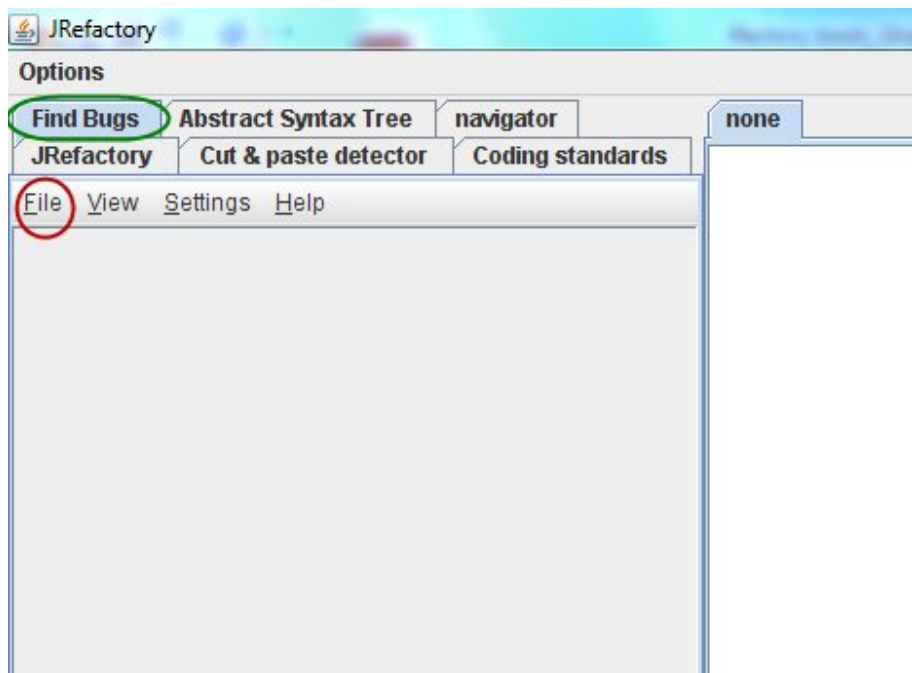 JRefactory
Options
Find Bugs Abstract Syntax Tree navigator none
JRefactory Cut & paste detector Coding standards
File View Settings Help